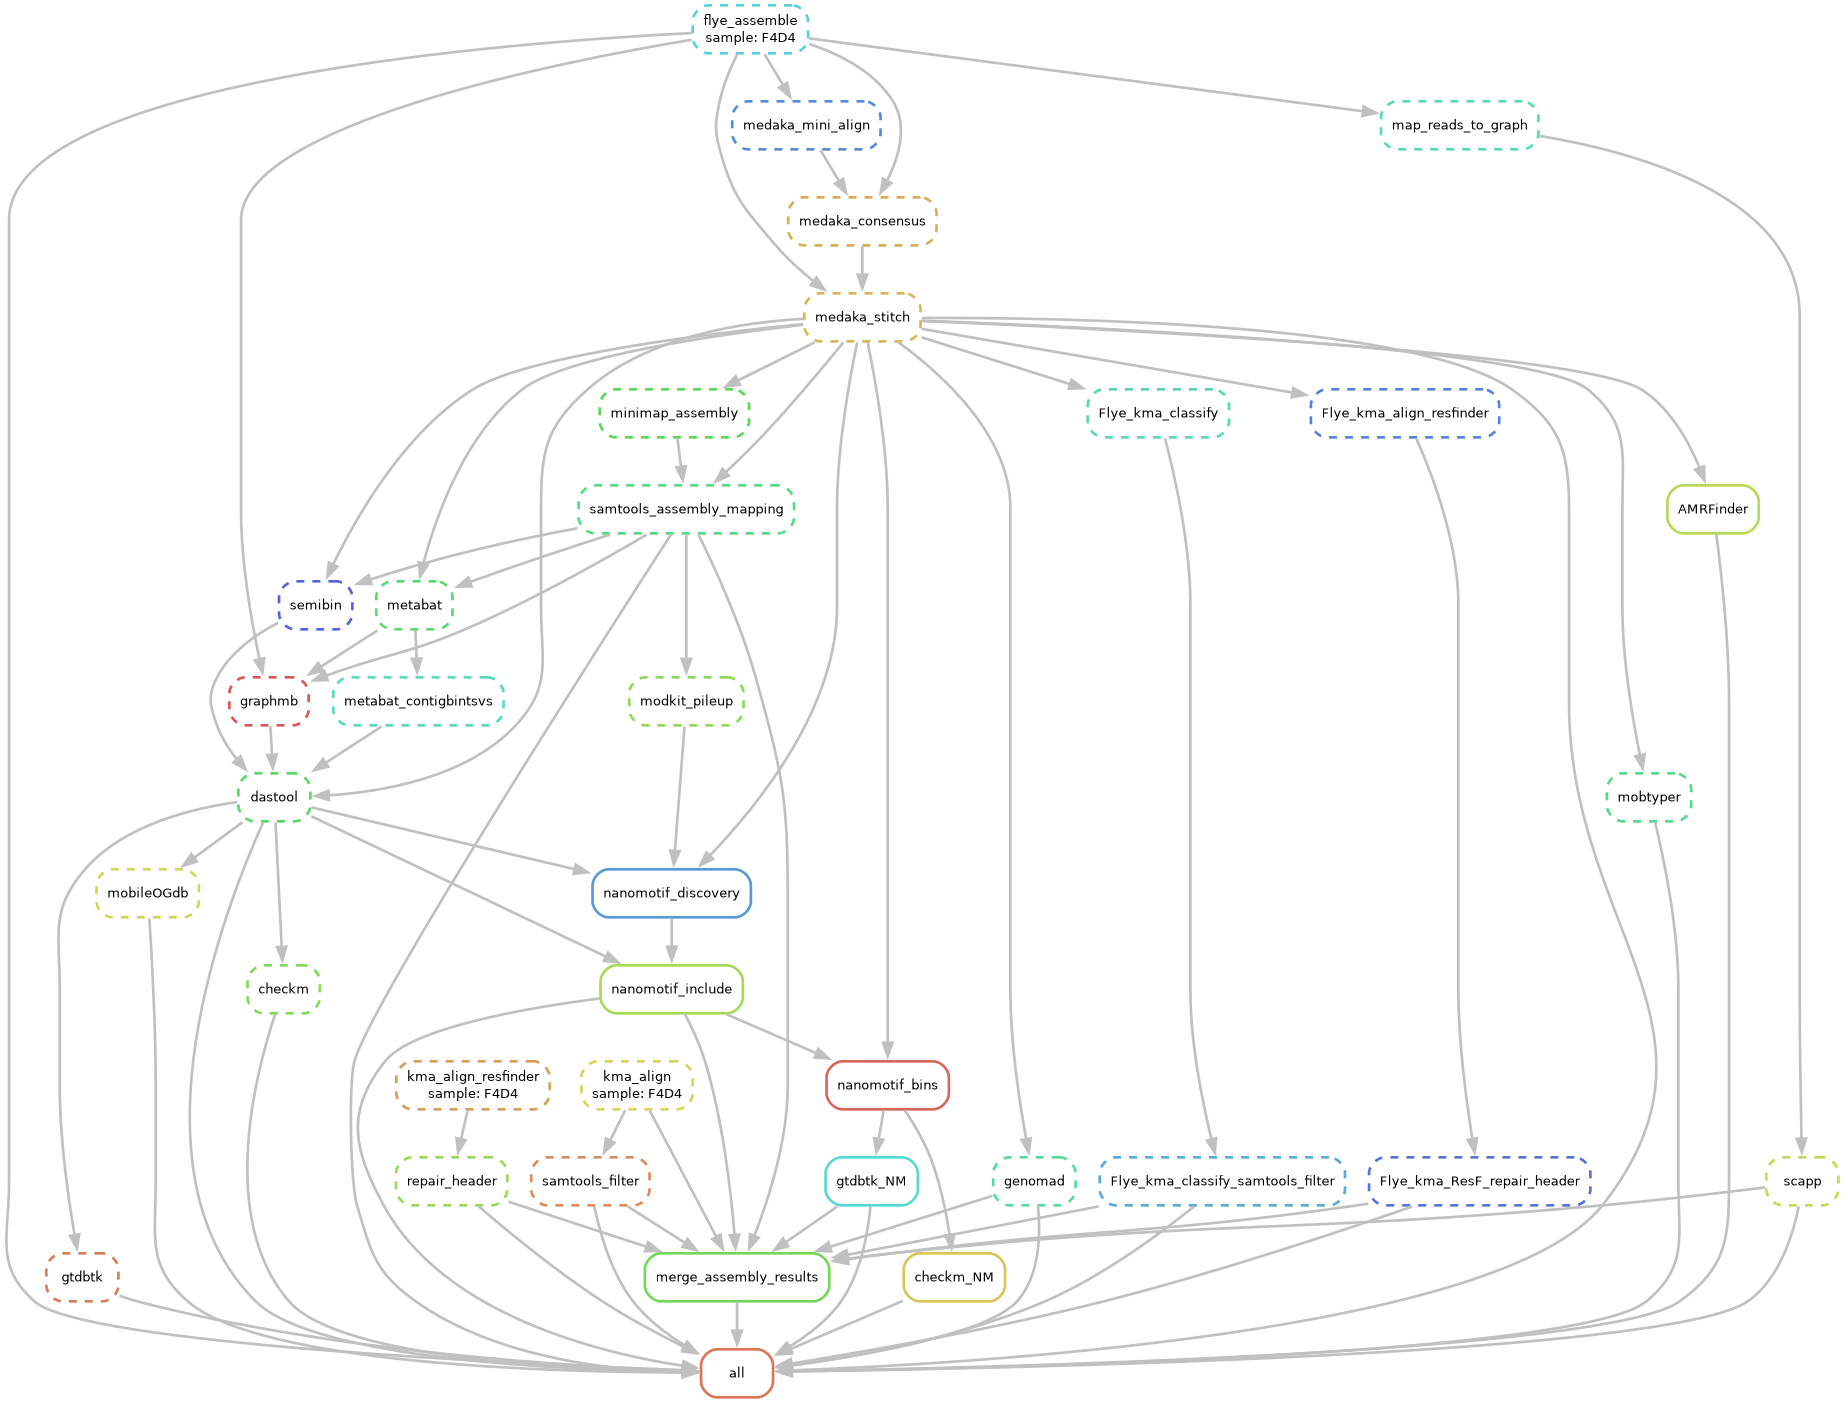 flye_assemble
sample: F4D4
medaka_mini_align
map_reads_to_graph
medaka_consensus
medaka_stitch
minimap_assembly
Flye_kma_classify
Flye_kma_align_resfinder
samtools_assembly_mapping
AMRFinder
semibin
metabat
graphmb
metabat_contigbintsvs
modkit_pileup
dastool
mobtyper
mobileOGdb
nanomotif_discovery
checkm
nanomotif_include
kma_align_resfinder
sample: F4D4
kma_align
sample: F4D4
nanomotif_bins
repair_header
samtools_filter
gtdbtk_NM
genomad
Flye_kma_classify_samtools_filter
Flye_kma_ResF_repair_header
scapp
gtdbtk
merge_assembly_results
checkm_NM
all